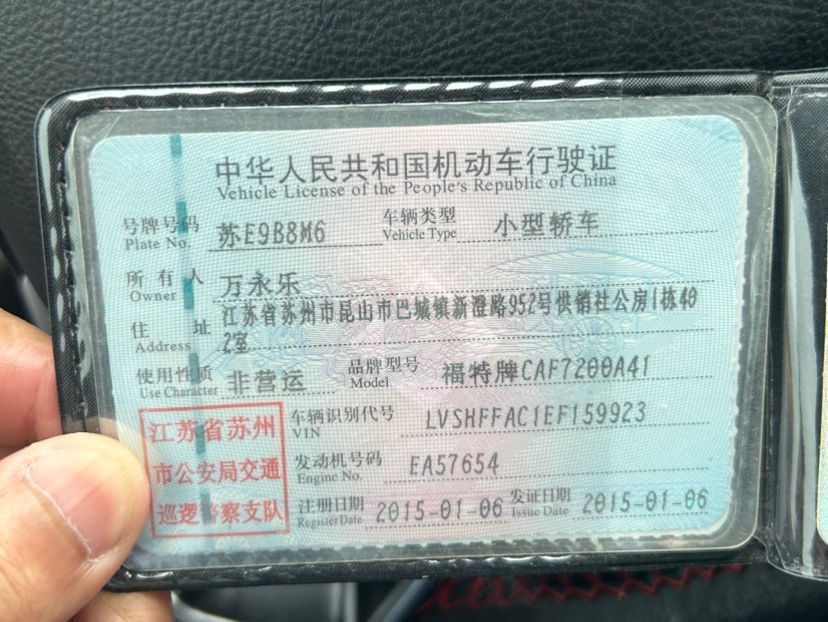 中华人民共和国机动车行驶证
Vehicle License of the People's Republic of China
号牌号码 苏E9B8M6 车辆类型 小型轿车
Plate No. Vehicle Type
所有人 万永乐
Owner
住址 江苏省苏州市昆山市巴城镇新澄路952号供销社公房1栋40
Address 2室
使用性质 非营运 品牌型号 福特牌CAF7200A41
Use Character Model
江苏省苏州
市公安局交通
巡逻警察支队
车辆识别代号 LVSHFFAC1EF159923
VIN
发动机号码 EA57654
Engine No.
注册日期 2015-01-06 发证日期 2015-01-06
Register Date Issue Date